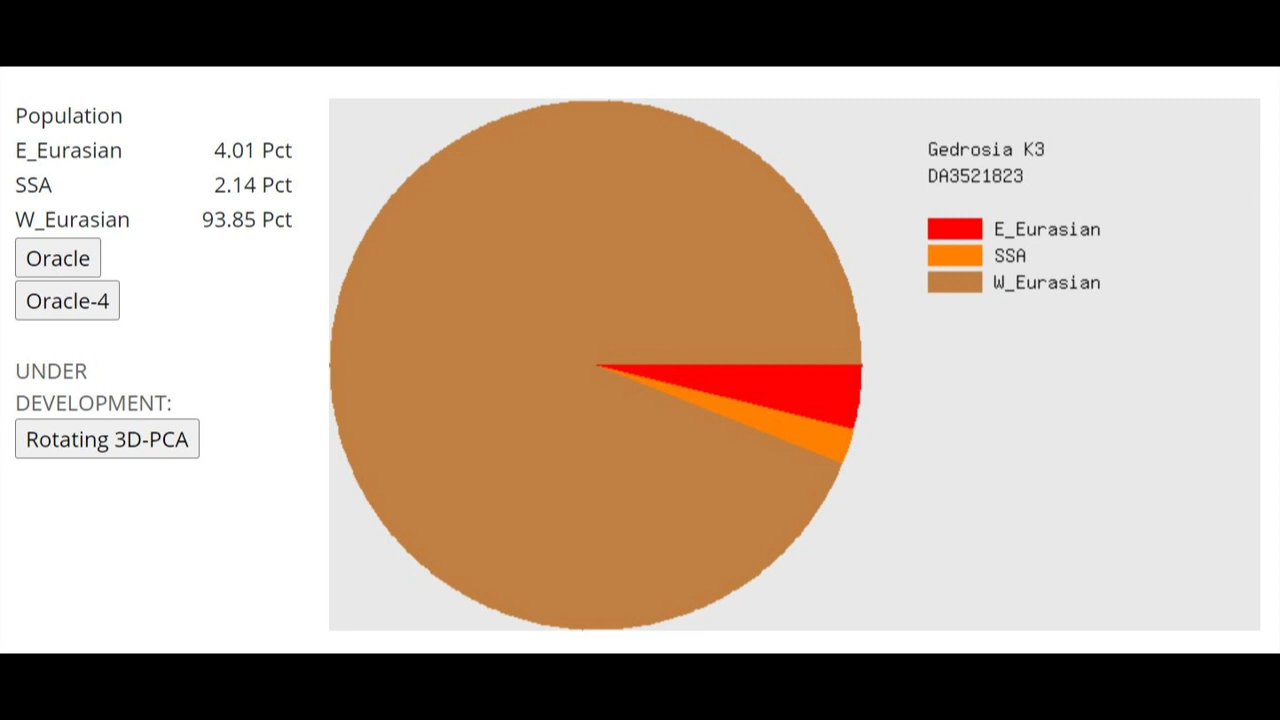 Population
E_Eurasian 4.01 Pct
SSA 2.14 Pct
W_Eurasian 93.85 Pct
Oracle
Oracle-4
UNDER
DEVELOPMENT:
Rotating 3D-PCA
Gedrosia K3
DA3521823
E_Eurasian
SSA
W_Eurasian